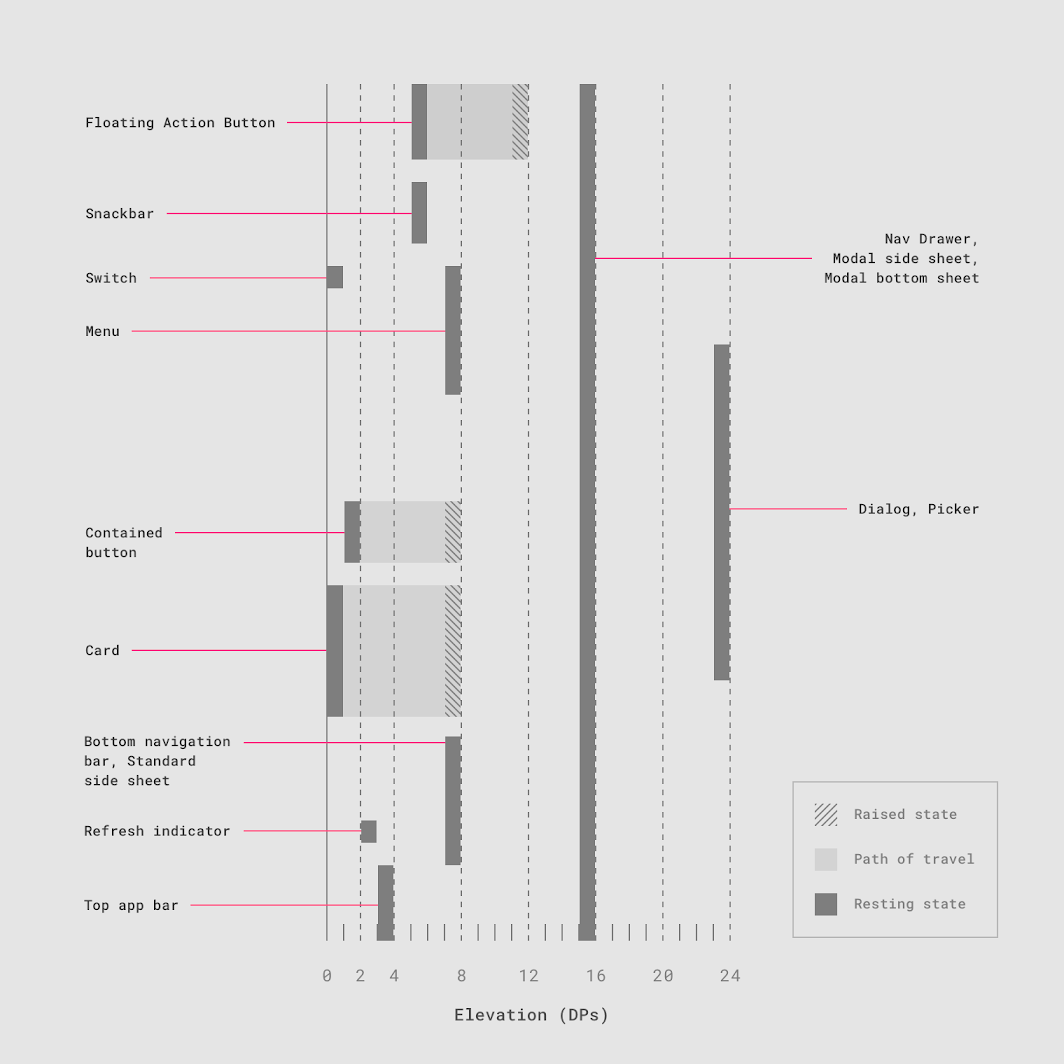 Floating Action Button
Snackbar
Switch
Menu
Contained
button
Card
Bottom navigation
bar, Standard
side sheet
Refresh indicator
Top app bar
Nav Drawer,
Modal side sheet,
Modal bottom sheet
Dialog, Picker
Raised state
Path of travel
Resting state
0 2 4 8 12 16 20 24
Elevation (DPs)